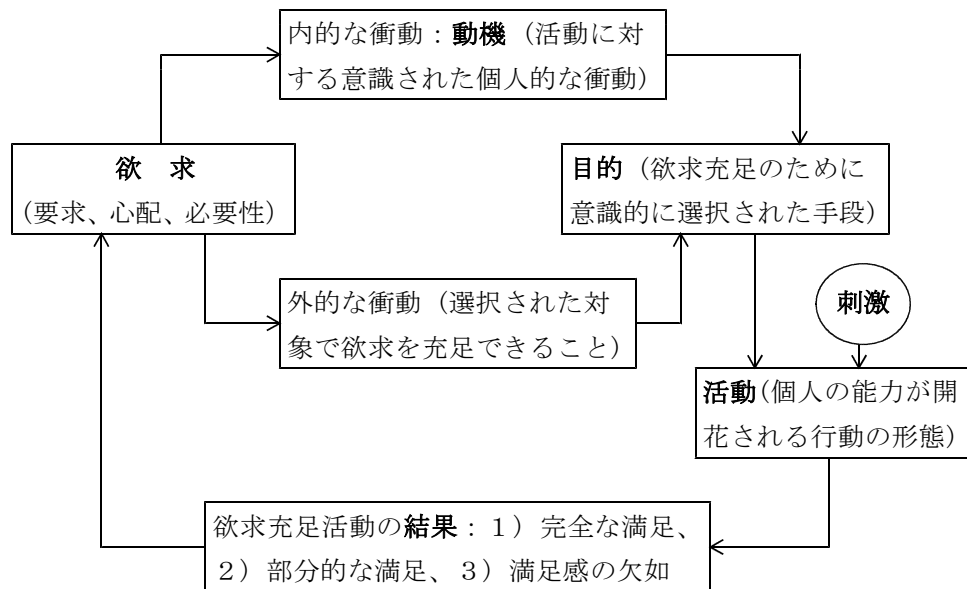 内的な衝動：動機（活動に対
する意識された個人的な衝動）
欲　求
（要求、心配、必要性）
目的（欲求充足のために
意識的に選択された手段）
外的な衝動（選択された対
象で欲求を充足できること）
刺激
活動（個人の能力が開
花される行動の形態）
欲求充足活動の結果：１）完全な満足、
２）部分的な満足、３）満足感の欠如